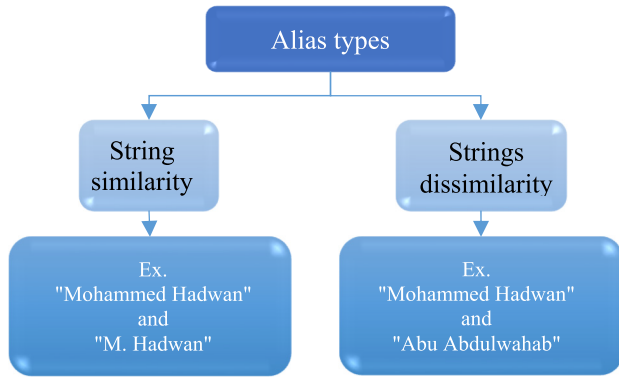 Alias types
String
similarity
Strings
dissimilarity
Ex.
"Mohammed Hadwan"
and
"M. Hadwan"
Ex.
"Mohammed Hadwan"
and
"Abu Abdulwahab"